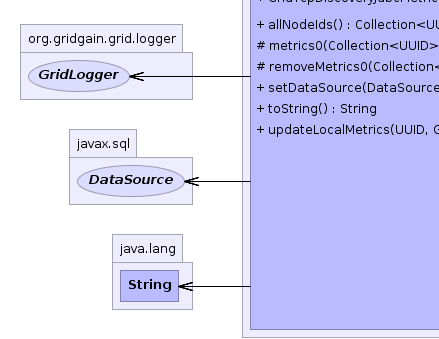 org.gridgain.grid.logger
GridLogger
javax.sql
DataSource
java.lang
String
+ allNodeIds() : Collection<UU
# metrics0(Collection<UUID>
# removeMetrics0(Collection<
+ setDataSource(DataSource
+ toString() : String
+ updateLocalMetrics(UUID, G